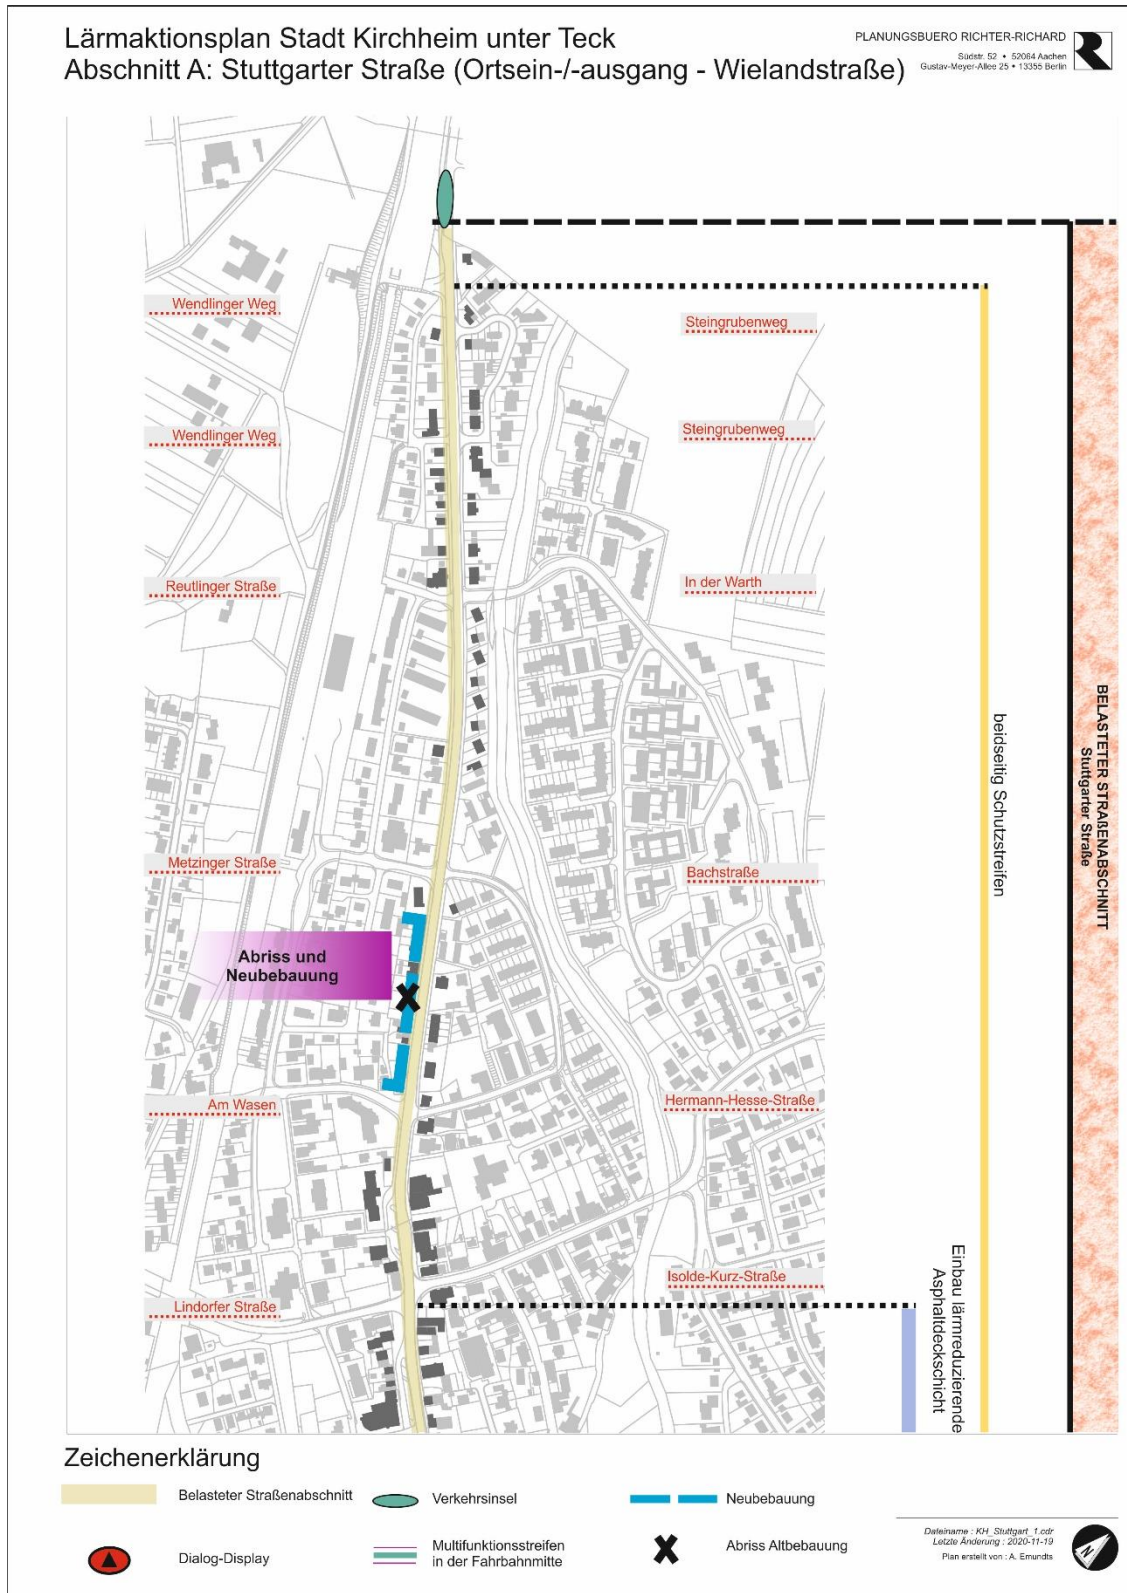 Lärmaktionsplan Stadt Kirchheim unter Teck
Abschnitt A: Stuttgarter Straße (Ortsein-/-ausgang - Wielandstraße)
PLANUNGSBUERO RICHTER-RICHARD
Südstr. 52 • 52064 Aachen
Gustav-Meyer-Allee 25 • 13355 Berlin
Wendlinger Weg
Steingrubenweg
Wendlinger Weg
Steingrubenweg
Reutlinger Straße
In der Warth
beidseitig Schutzstreifen
BELASTETER STRAßENABSCHNITT
Stuttgarter Straße
Metzinger Straße
Bachstraße
Abriss und
Neubebauung
Am Wasen
Hermann-Hesse-Straße
Isolde-Kurz-Straße
Lindorfer Straße
Einbau lärmreduzierende
Asphaltdeckschicht
Zeichenerklärung
Belasteter Straßenabschnitt
Verkehrsinsel
Neubebauung
Dialog-Display
Multifunktionsstreifen
in der Fahrbahnmitte
Abriss Altbebauung
Dateiname : KH_Stuttgart_1.cdr
Letzte Änderung : 2020-11-19
Plan erstellt von : A. Emundts
N